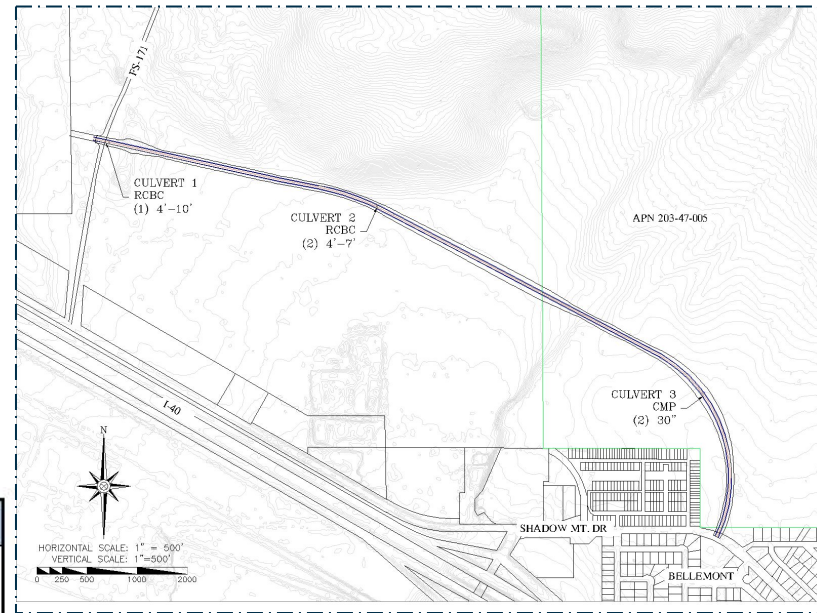 FS-171
CULVERT 1
RCBC
(1) 4'-10'
CULVERT 2
RCBC
(2) 4'-7'
APN 203-47-005
CULVERT 3
CMP
(2) 30"
I-40
N
SHADOW MT. DR
BELLEMONT
HORIZONTAL SCALE: 1" = 500'
VERTICAL SCALE: 1"=500'
0 250 500 1000 2000